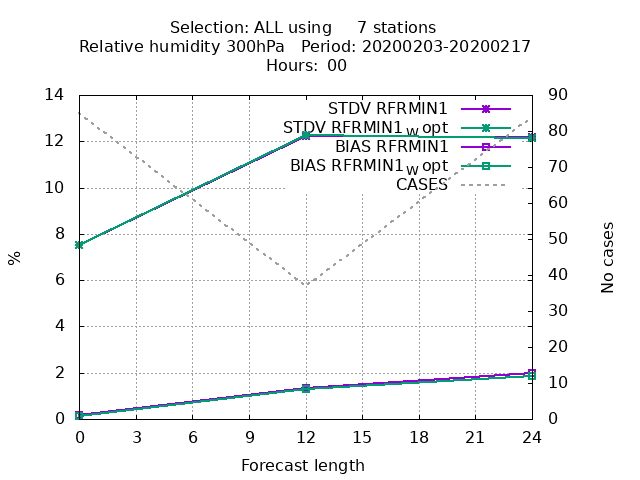 Selection: ALL using     7 stations
Relative humidity 300hPa   Period: 20200203-20200217
Hours: 00
14
12
10
8
6
4
2
0
%
90
80
70
60
50
40
30
20
10
0
No cases
STDV RFRMIN1
STDV RFRMIN1w opt
BIAS RFRMIN1
BIAS RFRMIN1w opt
CASES
0 3 6 9 12 15 18 21 24
Forecast length